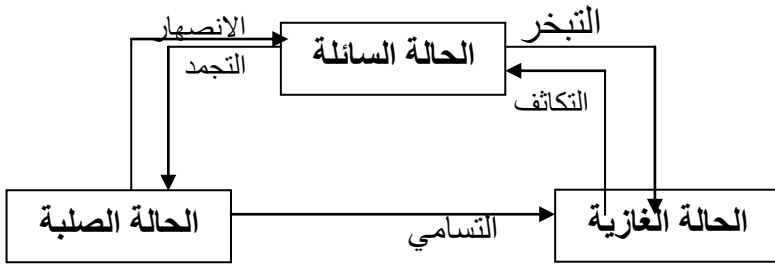 الانصهار
الحالة السائلة
التبخر
التجمد
التكاثف
الحالة الصلبة
التسامي
الحالة الغازية